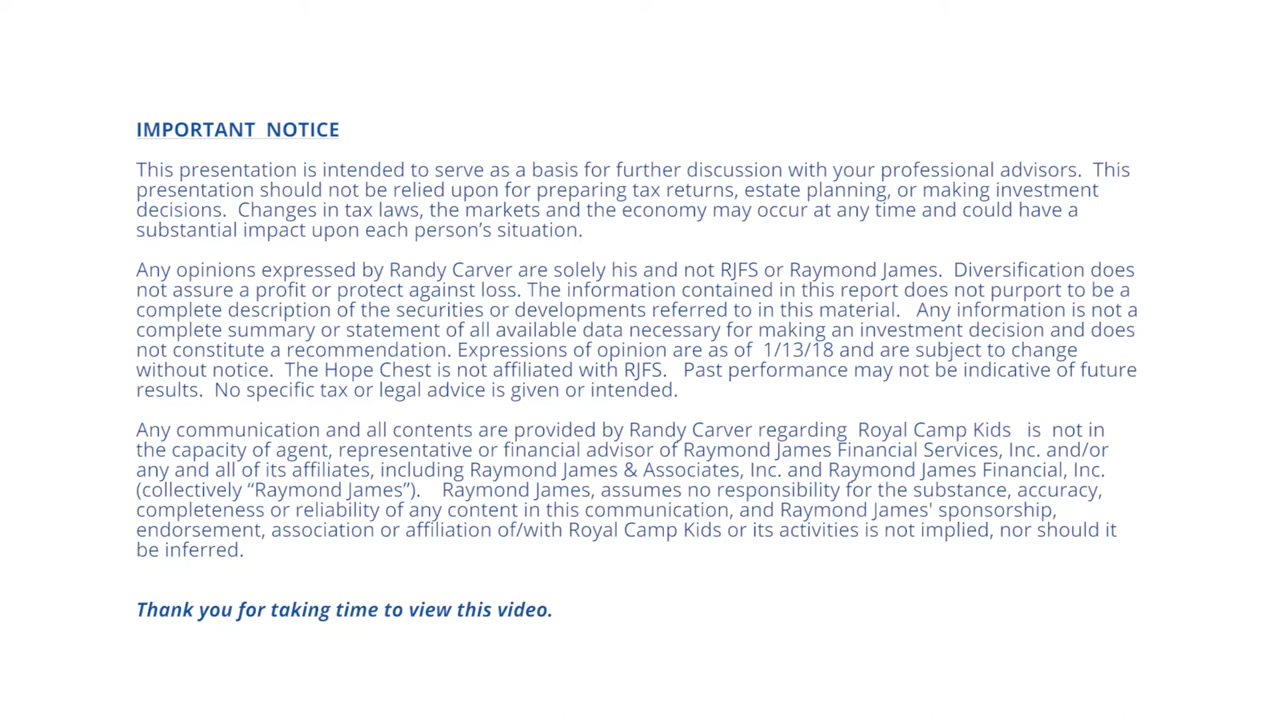 IMPORTANT  NOTICE
This presentation is intended to serve as a basis for further discussion with your professional advisors.  This
presentation should not be relied upon for preparing tax returns, estate planning, or making investment
decisions.  Changes in tax laws, the markets and the economy may occur at any time and could have a
substantial impact upon each person’s situation.
Any opinions expressed by Randy Carver are solely his and not RJFS or Raymond James.  Diversification does
not assure a profit or protect against loss. The information contained in this report does not purport to be a
complete description of the securities or developments referred to in this material.   Any information is not a
complete summary or statement of all available data necessary for making an investment decision and does
not constitute a recommendation. Expressions of opinion are as of  1/13/18 and are subject to change
without notice.  The Hope Chest is not affiliated with RJFS.   Past performance may not be indicative of future
results.  No specific tax or legal advice is given or intended.
Any communication and all contents are provided by Randy Carver regarding  Royal Camp Kids   is  not in
the capacity of agent, representative or financial advisor of Raymond James Financial Services, Inc. and/or
any and all of its affiliates, including Raymond James & Associates, Inc. and Raymond James Financial, Inc.
(collectively “Raymond James”).    Raymond James, assumes no responsibility for the substance, accuracy,
completeness or reliability of any content in this communication, and Raymond James' sponsorship,
endorsement, association or affiliation of/with Royal Camp Kids or its activities is not implied, nor should it
be inferred.
Thank you for taking time to view this video.